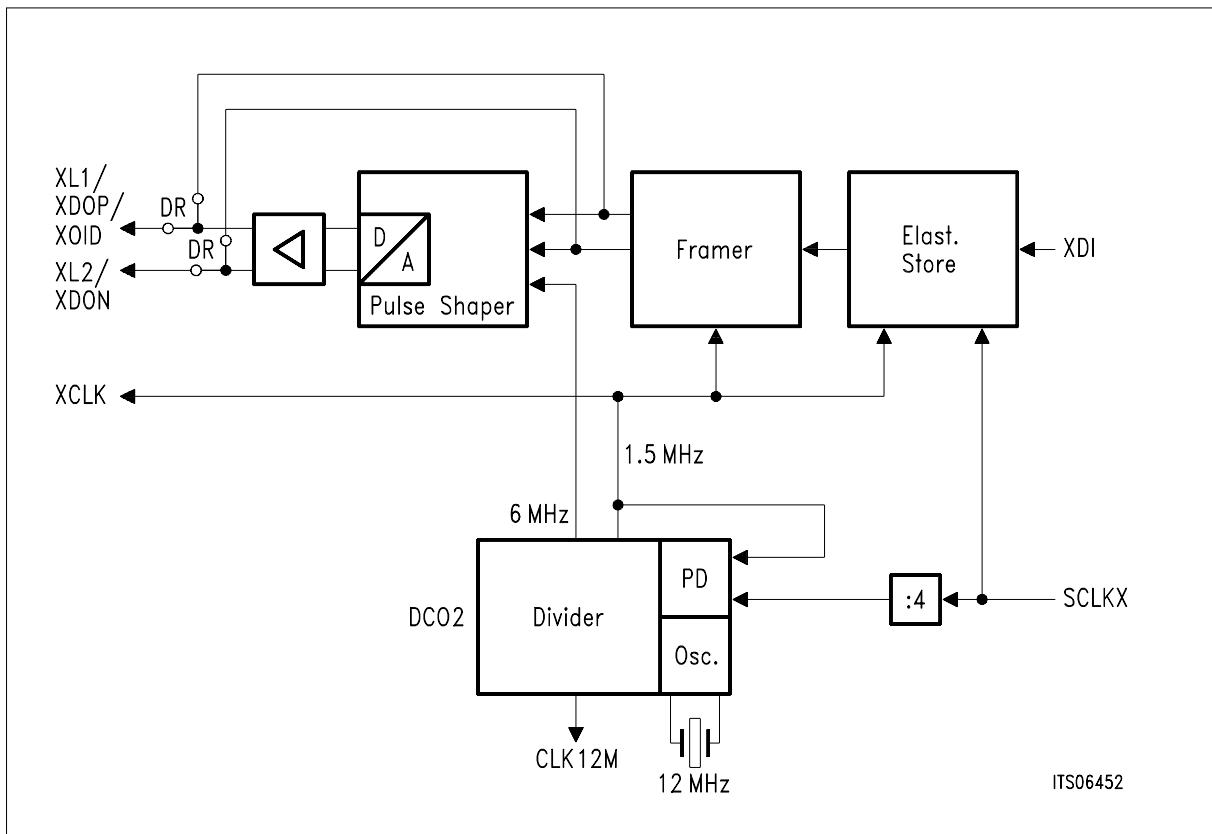 XL1/
XDOP/
XOID
DR
DR
XL2/
XDON
D
A
Pulse Shaper
Framer
Elast.
Store
XDI
XCLK
1.5 MHz
6 MHz
DCO2
Divider
PD
Osc.
:4
SCLKX
CLK12M
12 MHz
ITS06452